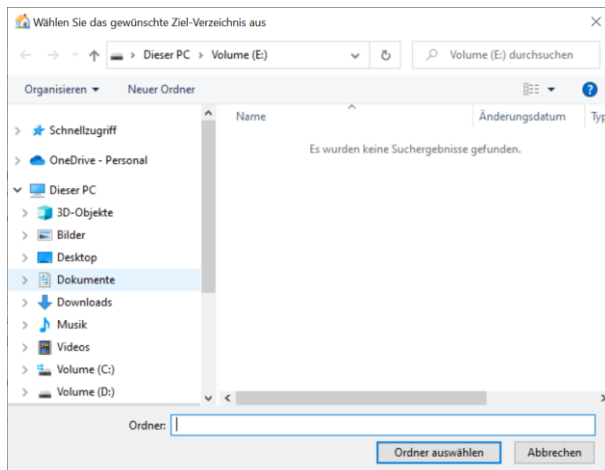 Wählen Sie das gewünschte Ziel-Verzeichnis aus
Dieser PC > Volume (E:)
Volume (E:) durchsuchen
Organisieren
Neuer Ordner
Name
Änderungsdatum
Typ
Es wurden keine Suchergebnisse gefunden.
Schnellzugriff
OneDrive - Personal
Dieser PC
3D-Objekte
Bilder
Desktop
Dokumente
Downloads
Musik
Videos
Volume (C:)
Volume (D:)
Ordner:
Ordner auswählen
Abbrechen